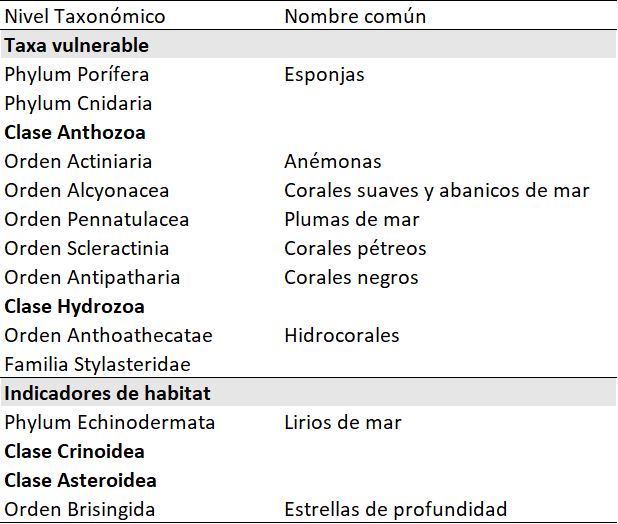 Nivel Taxonómico Nombre común
Taxa vulnerable
Phylum Porífera Esponjas
Phylum Cnidaria
Clase Anthozoa
Orden Actiniaria Anémonas
Orden Alcyonacea Corales suaves y abanicos de mar
Orden Pennatulacea Plumas de mar
Orden Scleractinia Corales pétreos
Orden Antipatharia Corales negros
Clase Hydrozoa
Orden Anthoathecatae Hidrocorales
Familia Stylasteridae
Indicadores de habitat
Phylum Echinodermata Lirios de mar
Clase Crinoidea
Clase Asteroidea
Orden Brisingida Estrellas de profundidad